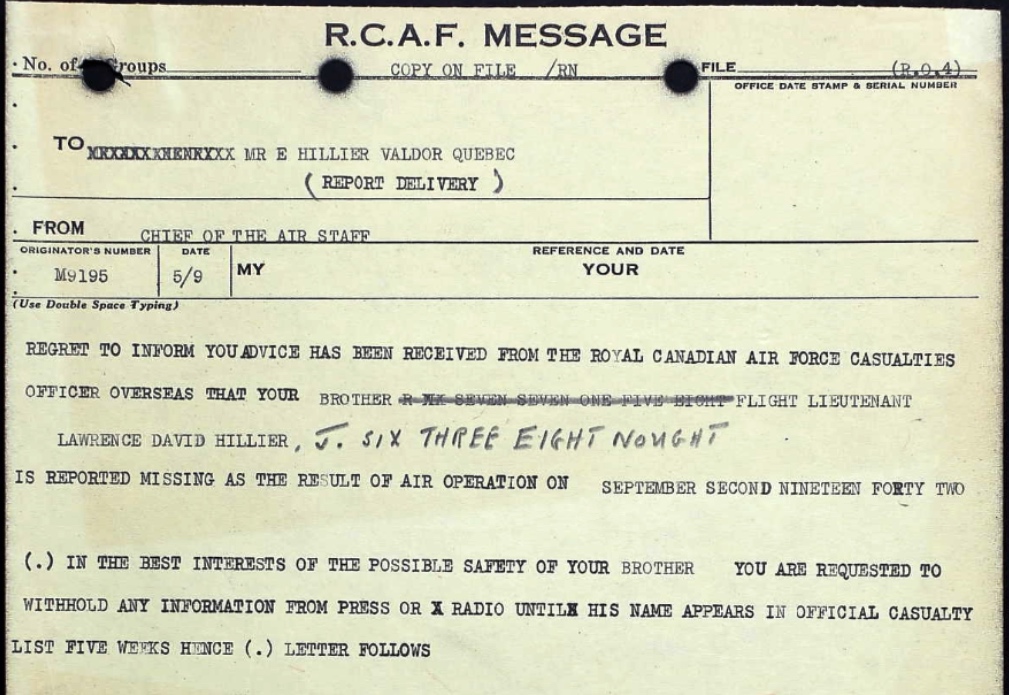 R.C.A.F. MESSAGE
No. of Groups COPY ON FILE /RN FILE (R.O.4)
OFFICE DATE STAMP & SERIAL NUMBER
TO MR E HILLIER VALDOR QUEBEC
( REPORT DELIVERY )
FROM CHIEF OF THE AIR STAFF
ORIGINATOR'S NUMBER DATE REFERENCE AND DATE
M9195 5/9 MY YOUR
(Use Double Space Typing)
REGRET TO INFORM YOU ADVICE HAS BEEN RECEIVED FROM THE ROYAL CANADIAN AIR FORCE CASUALTIES
OFFICER OVERSEAS THAT YOUR BROTHER R XX SEVEN SEVEN ONE FIVE EIGHT FLIGHT LIEUTENANT
LAWRENCE DAVID HILLIER, J. SIX THREE EIGHT NOUGHT
IS REPORTED MISSING AS THE RESULT OF AIR OPERATION ON SEPTEMBER SECOND NINETEEN FORTY TWO
(.) IN THE BEST INTERESTS OF THE POSSIBLE SAFETY OF YOUR BROTHER YOU ARE REQUESTED TO
WITHHOLD ANY INFORMATION FROM PRESS OR X RADIO UNTILX HIS NAME APPEARS IN OFFICIAL CASUALTY
LIST FIVE WEEKS HENCE (.) LETTER FOLLOWS